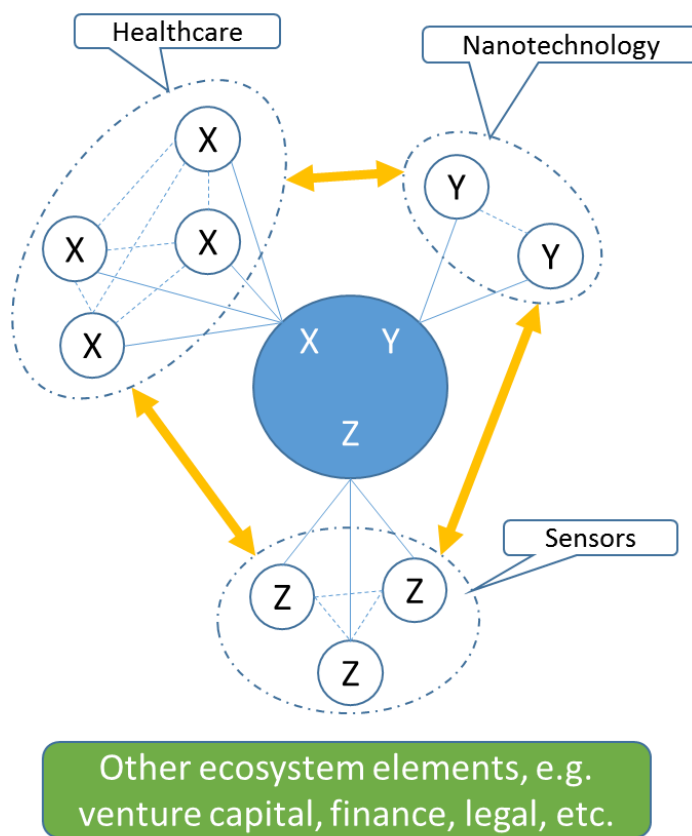 Healthcare
Nanotechnology
X
Y
X
X
Y
X
X Y
Z
Sensors
Z
Z
Z
Other ecosystem elements, e.g.
venture capital, finance, legal, etc.